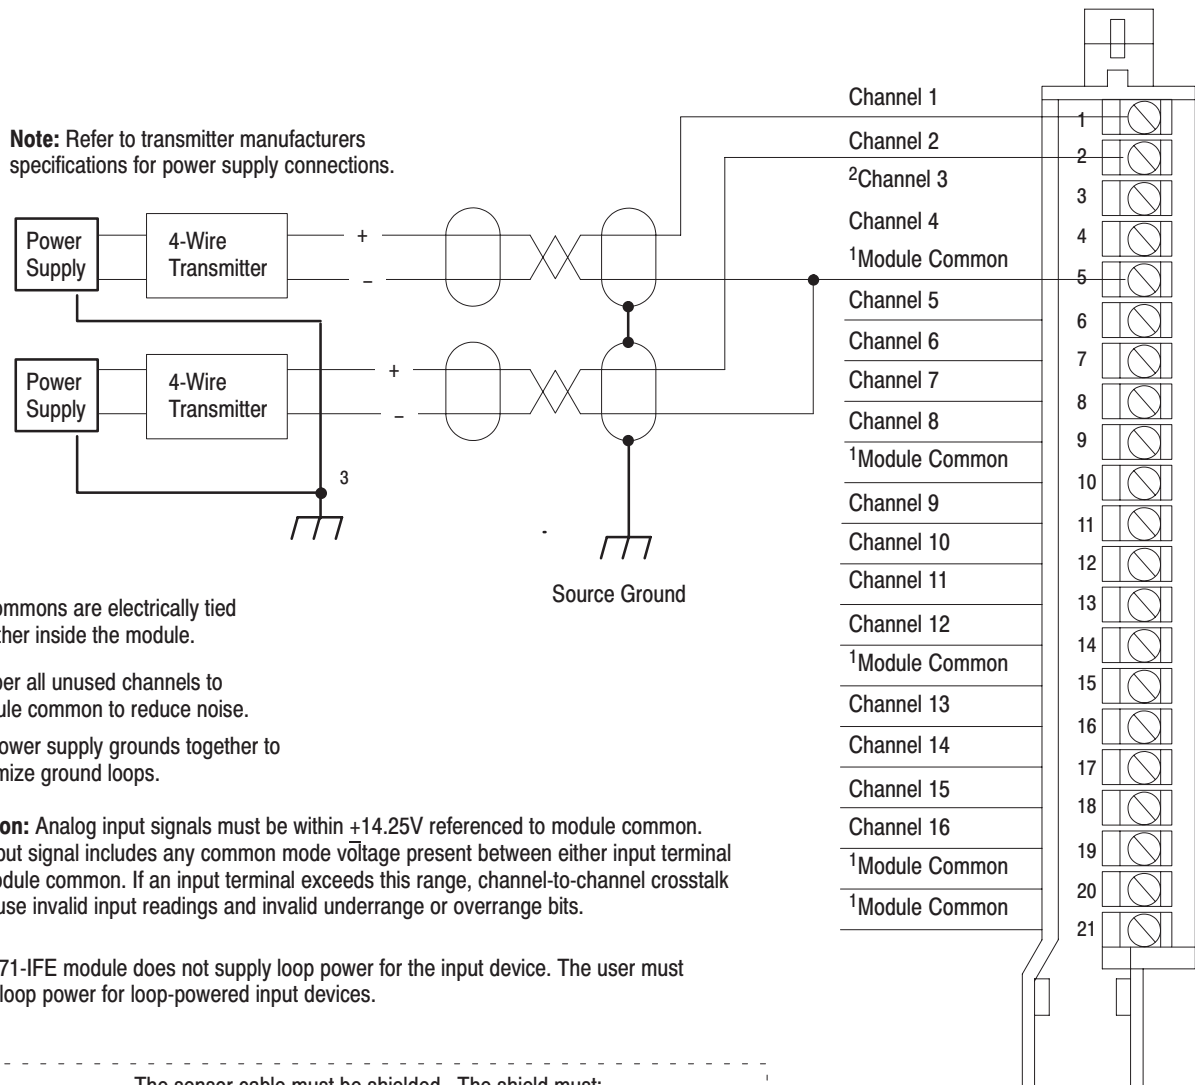 Note: Refer to transmitter manufacturers
specifications for power supply connections.
Power
Supply
4-Wire
Transmitter
+
–
Power
Supply
4-Wire
Transmitter
+
–
3
Source Ground
Channel 1
Channel 2
2Channel 3
Channel 4
1Module Common
Channel 5
Channel 6
Channel 7
Channel 8
1Module Common
Channel 9
Channel 10
Channel 11
Channel 12
1Module Common
Channel 13
Channel 14
Channel 15
Channel 16
1Module Common
1Module Common
1
2
3
4
5
6
7
8
9
10
11
12
13
14
15
16
17
18
19
20
21
ommons are electrically tied
ther inside the module.
per all unused channels to
ule common to reduce noise.
ower supply grounds together to
mize ground loops.
on: Analog input signals must be within ±14.25V referenced to module common.
out signal includes any common mode voltage present between either input terminal
odule common. If an input terminal exceeds this range, channel-to-channel crosstalk
use invalid input readings and invalid underrange or overrange bits.
71-IFE module does not supply loop power for the input device. The user must
loop power for loop-powered input devices.
The sensor cable must be shielded. The shield must: